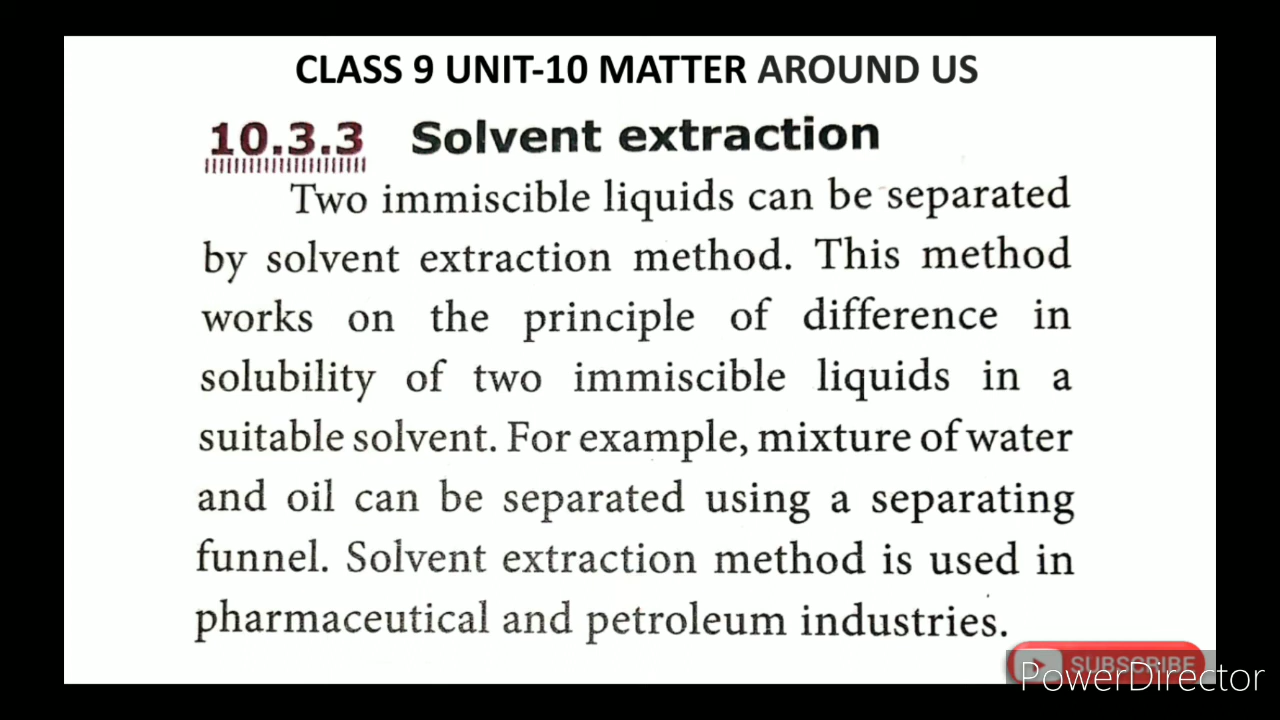 CLASS 9 UNIT-10 MATTER AROUND US
10.3.3 Solvent extraction
Two immiscible liquids can be separated
by solvent extraction method. This method
works on the principle of difference in
solubility of two immiscible liquids in a
suitable solvent. For example, mixture of water
and oil can be separated using a separating
funnel. Solvent extraction method is used in
pharmaceutical and petroleum industries.
SUBSCRIBE
PowerDirector